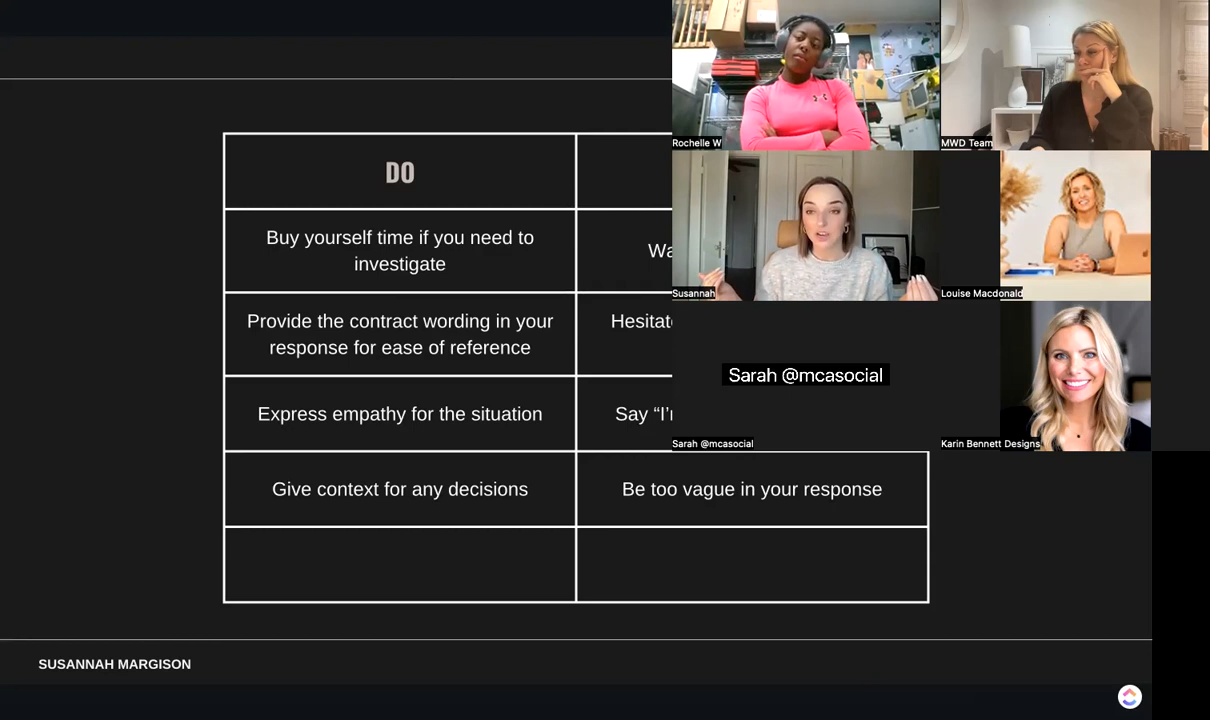 DO
Buy yourself time if you need to
investigate
Provide the contract wording in your
response for ease of reference
Hesitat
Express empathy for the situation
Say “I’
Give context for any decisions
Be too vague in your response
SUSANNAH MARGISON
Rochelle W
MWD Team
Susannah
Louise Macdonald
Sarah @mcasocial
Sarah @mcasocial
Karin Bennett Designs